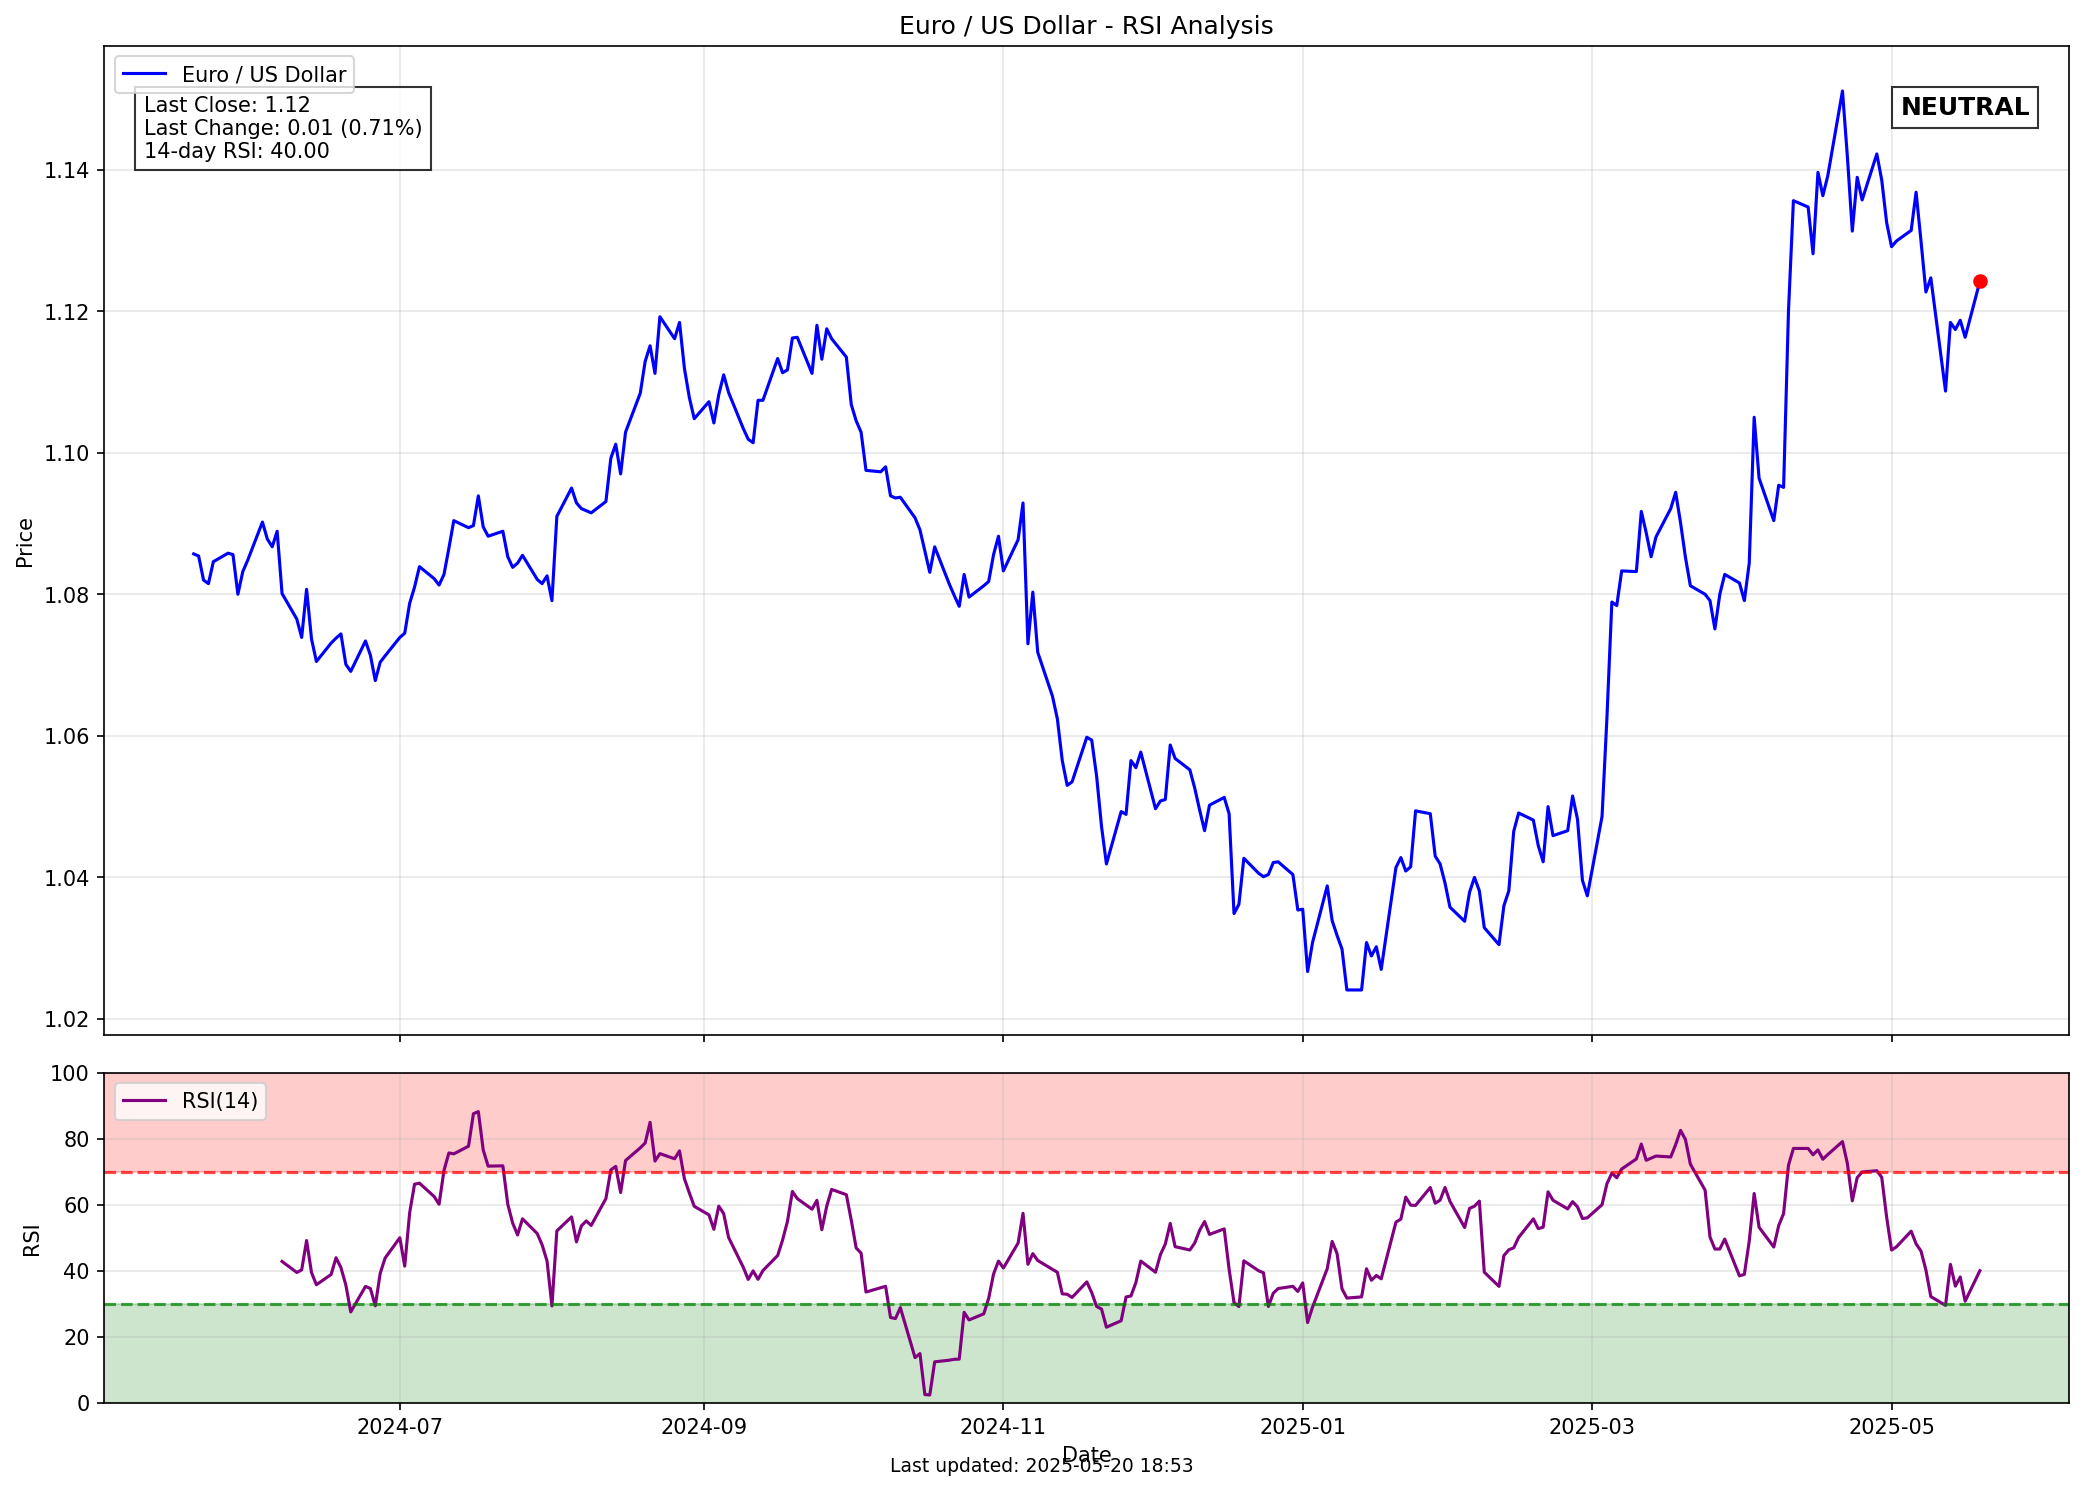 Euro / US Dollar - RSI Analysis
Euro / US Dollar
Last Close: 1.12
Last Change: 0.01 (0.71%)
14-day RSI: 40.00
NEUTRAL
Price
1.14
1.12
1.10
1.08
1.06
1.04
1.02
RSI(14)
RSI
100
80
60
40
20
0
2024-07
2024-09
2024-11
2025-01
2025-03
2025-05
Date
Last updated: 2025-05-20 18:53